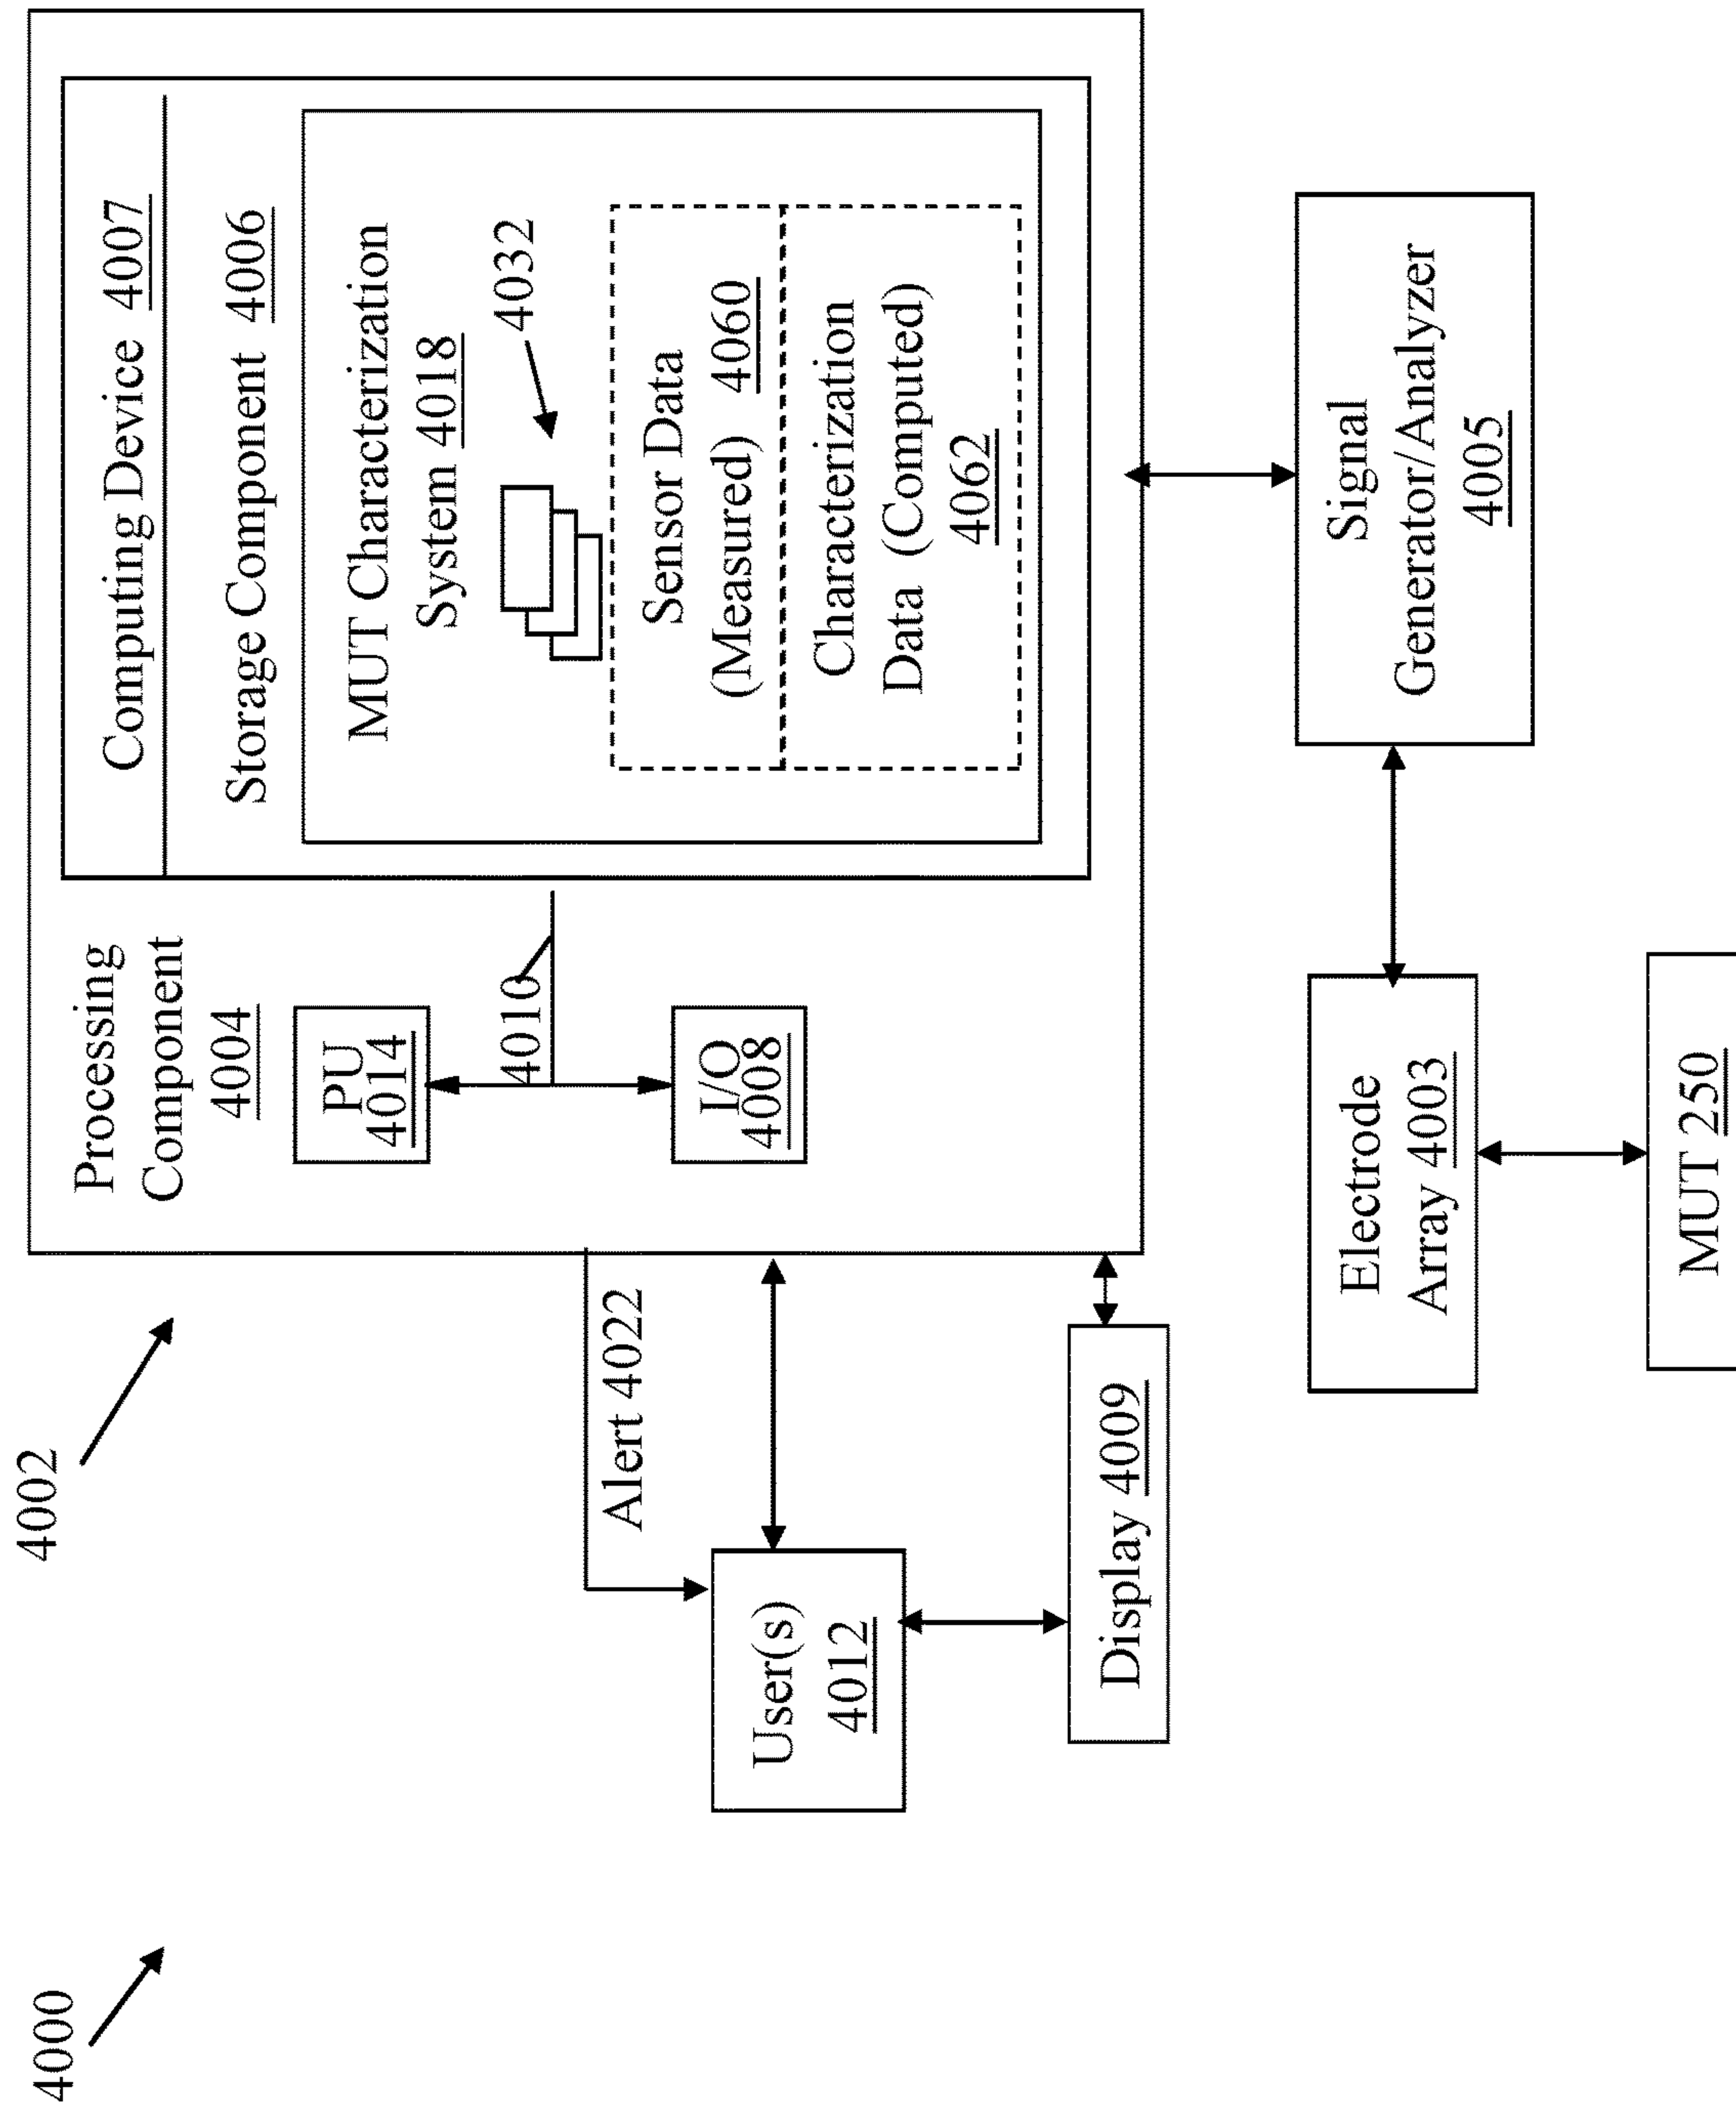 4000
4002
Processing
Component
4004
Computing Device 4007
Storage Component 4006
PU
4014
4010
I/O
4008
MUT Characterization
System 4018
4032
Sensor Data
(Measured) 4060
Characterization
Data (Computed)
4062
Alert 4022
User(s)
4012
Display 4009
Electrode
Array 4003
Signal
Generator/Analyzer
4005
MUT 250